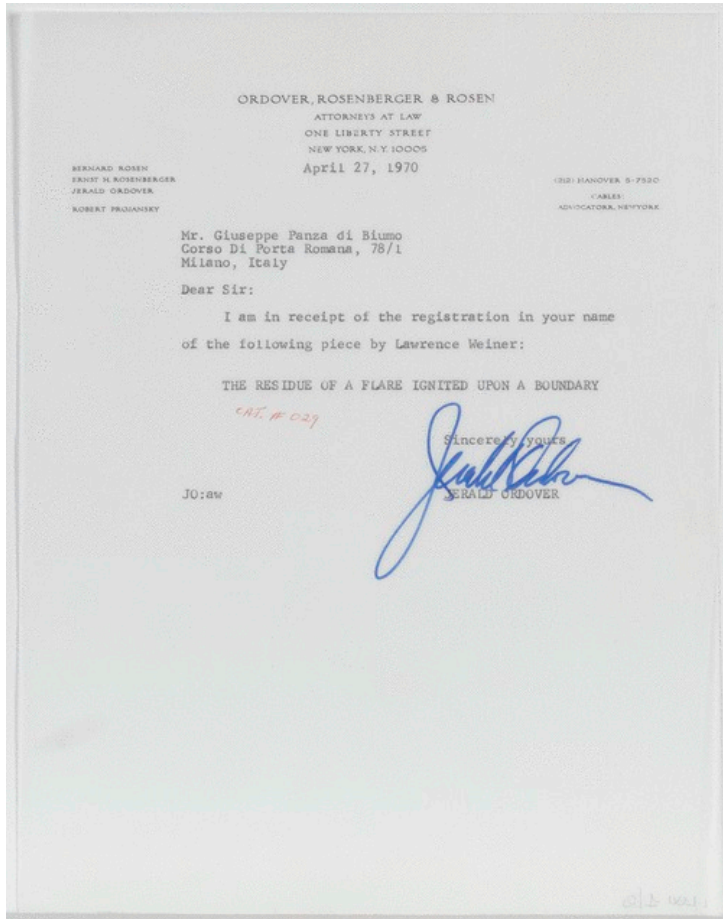 ORDOVER, ROSENBERGER & ROSEN
ATTORNEYS AT LAW
ONE LIBERTY STREET
NEW YORK, N.Y. 10005
April 27, 1970
BERNARD ROSEN
ERNST H. ROSENBERGER
JERALD ORDOVER
ROBERT PROJANSKY
(212) HANOVER 5-7520
CABLES:
ADVOCATORR, NEWYORK
Mr. Giuseppe Panza di Biumo
Corso Di Porta Romana, 78/1
Milano, Italy
Dear Sir:
I am in receipt of the registration in your name
of the following piece by Lawrence Weiner:
THE RESIDUE OF A FLARE IGNITED UPON A BOUNDARY
CAT. # 029
Sincerely yours
Jerald Ordover
JO:aw
JERALD ORDOVER